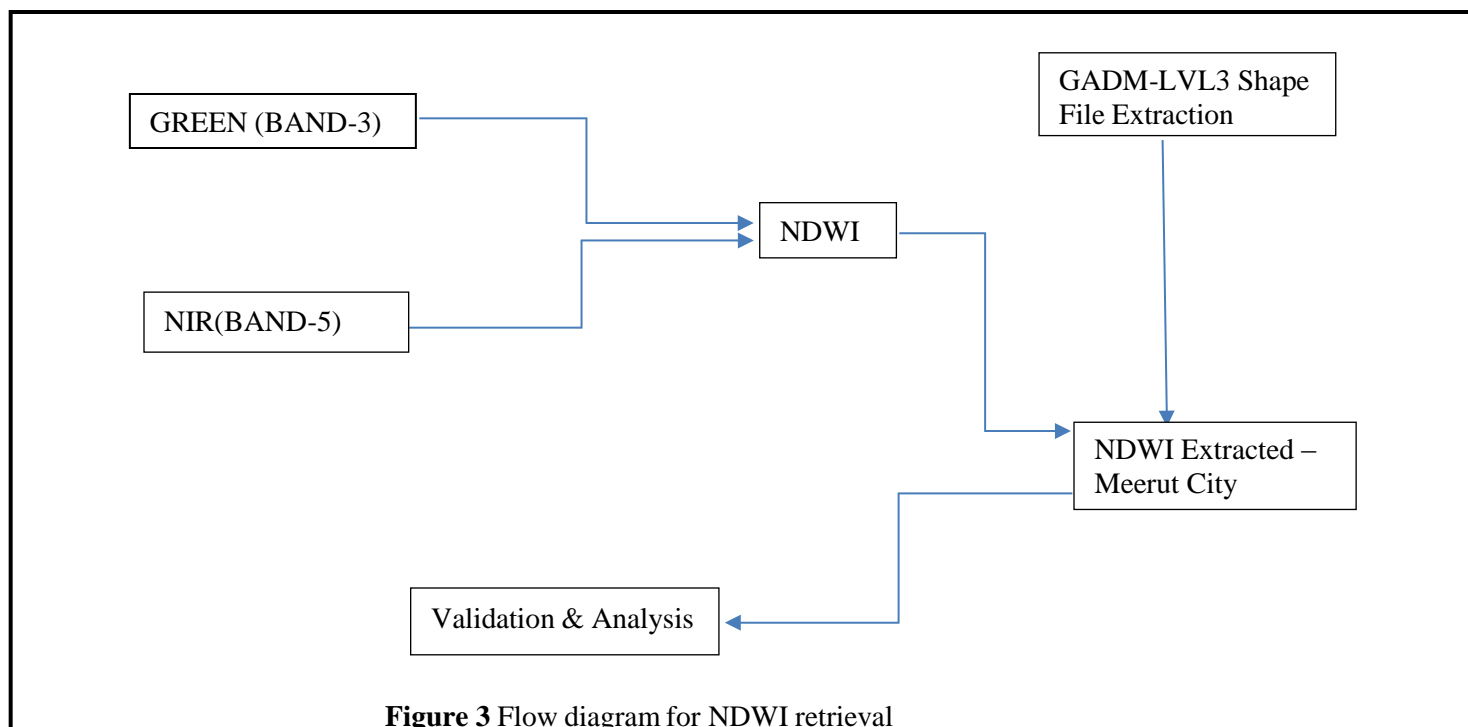 GREEN (BAND-3)
GADM-LVL3 Shape
File Extraction
NDWI
NIR(BAND-5)
NDWI Extracted –
Meerut City
Validation & Analysis
Figure 3 Flow diagram for NDWI retrieval